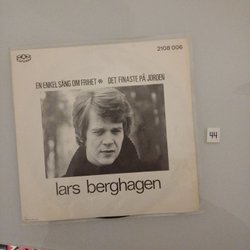 2108 006
EN ENKEL SÅNG OM FRIHET ✻ DET FINASTE PÅ JORDEN
lars berghagen
44